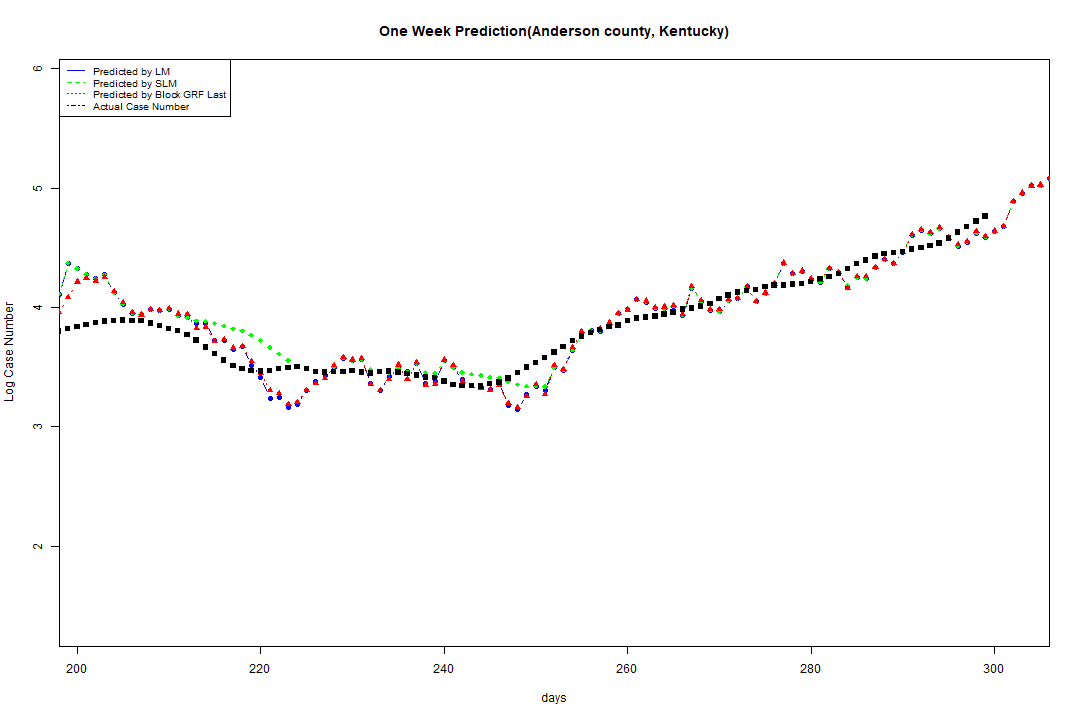 One Week Prediction(Anderson county, Kentucky)
Predicted by LM
Predicted by SLM
Predicted by Block GRF Last
Actual Case Number
6
5
4
3
2
Log Case Number
200 220 240 260 280 300
days